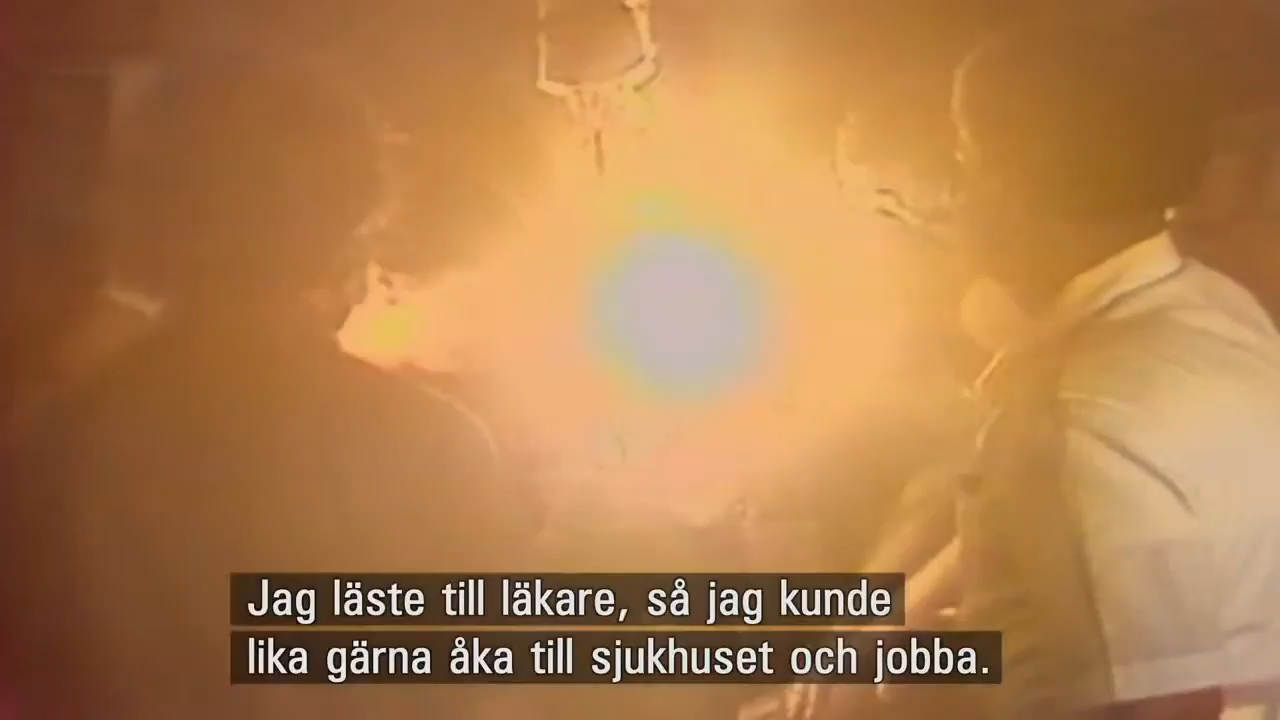 Jag läste till läkare, så jag kunde
lika gärna åka till sjukhuset och jobba.